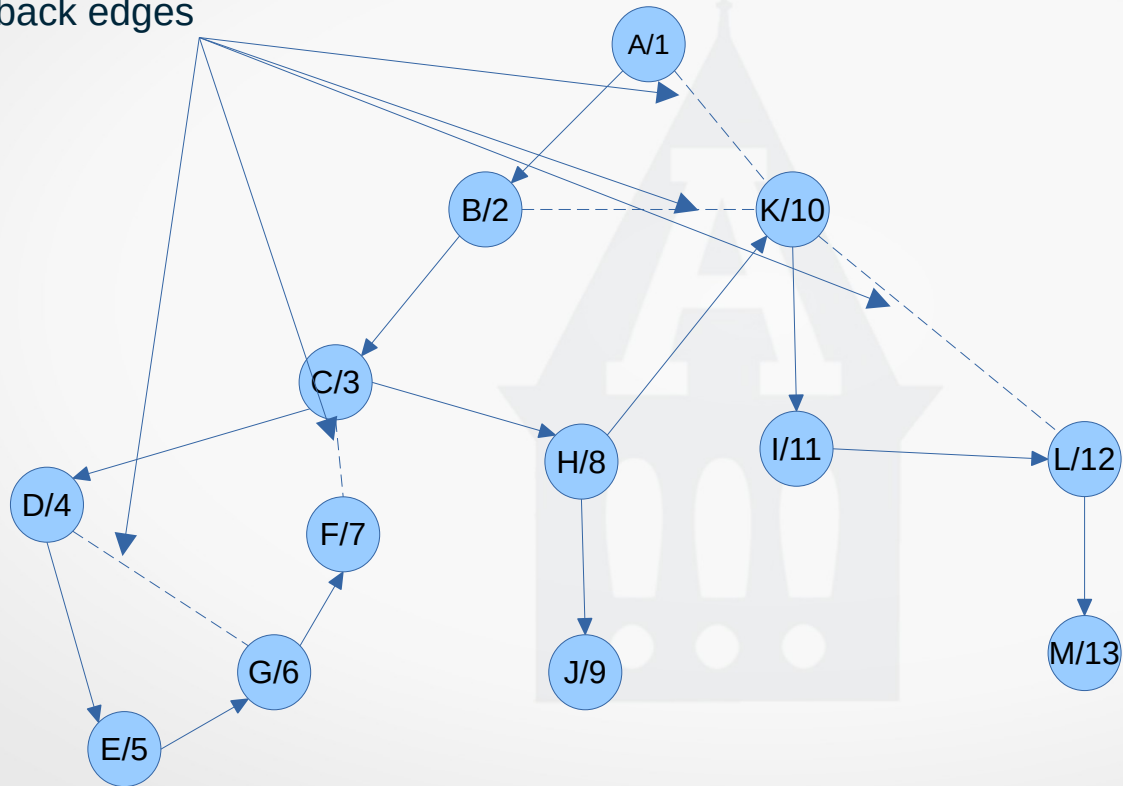 back edges
A/1
B/2
K/10
C/3
H/8
I/11
L/12
D/4
F/7
G/6
J/9
M/13
E/5